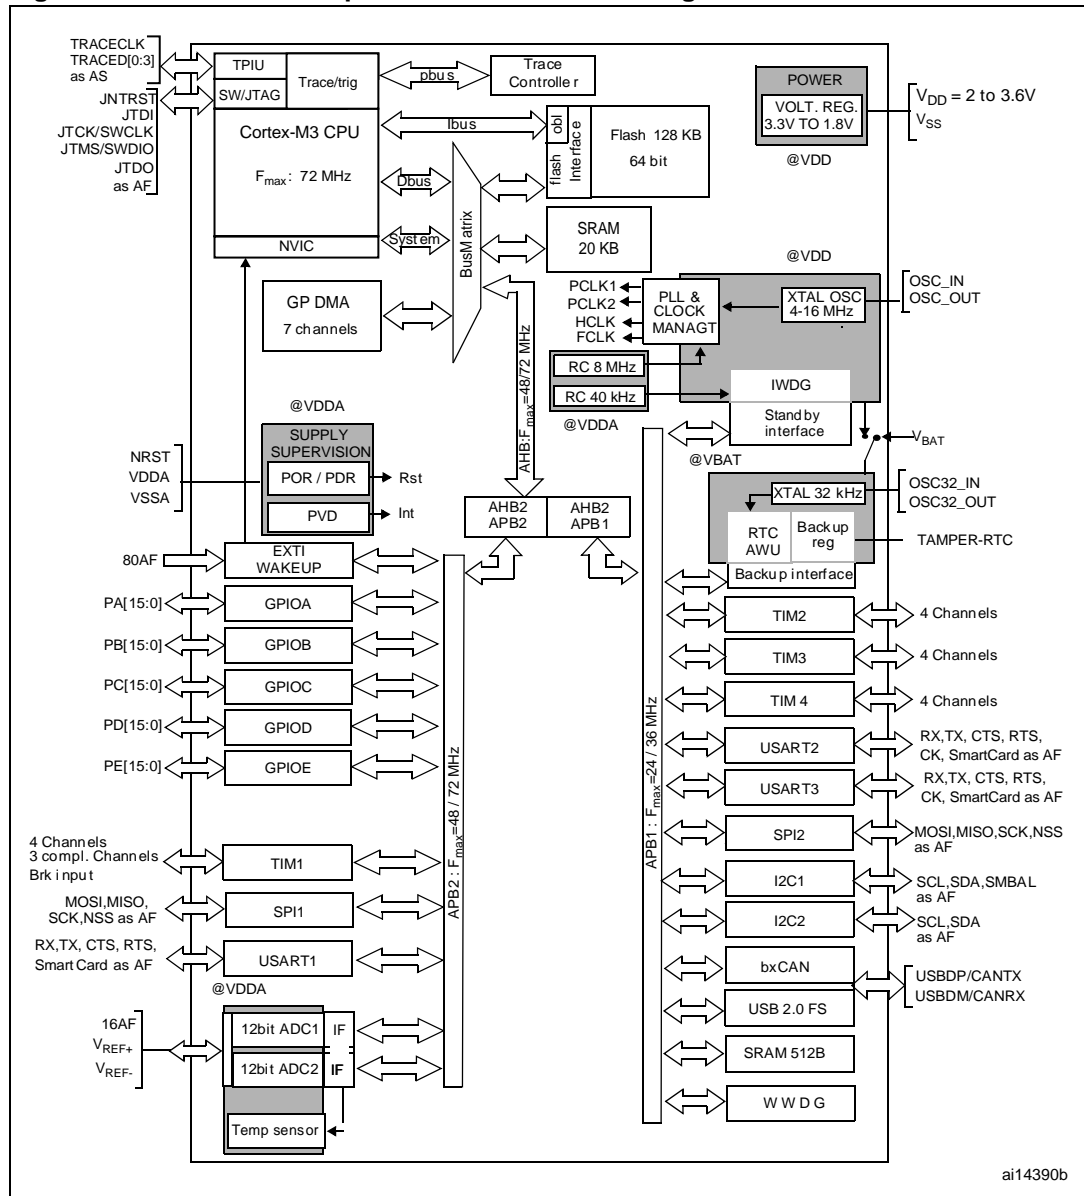 TRACECLK
TRACED[0:3]
as AS
JNTRST
JTDI
JTCK/SWCLK
JTMS/SWDIO
JTDO
as AF
TPIU
SW/JTAG
Trace/trig
Cortex-M3 CPU
Fmax: 72 MHz
NVIC
pbus
Trace
Controller
Ibus
Dbus
System
BusMatrix
obl
flash
Interface
Flash 128 KB
64 bit
SRAM
20 KB
POWER
VOLT. REG.
3.3V TO 1.8V
@VDD
VDD = 2 to 3.6V
VSS
GP DMA
7 channels
PCLK1
PCLK2
HCLK
FCLK
PLL &
CLOCK
MANAGT
@VDD
XTAL OSC
4-16 MHz
OSC_IN
OSC_OUT
RC 8 MHz
RC 40 kHz
@VDDA
IWDG
Standby
interface
VBAT
@VBAT
AHB:Fmax=48/72 MHz
@VDDA
SUPPLY
SUPERVISION
POR / PDR
PVD
Rst
Int
NRST
VDDA
VSSA
AHB2
APB2
AHB2
APB1
XTAL 32 kHz
OSC32_IN
OSC32_OUT
RTC
AWU
Backup
reg
TAMPER-RTC
Backup interface
80AF
EXTI
WAKEUP
PA[15:0]
GPIOA
PB[15:0]
GPIOB
PC[15:0]
GPIOC
PD[15:0]
GPIOD
PE[15:0]
GPIOE
4 Channels
3 compl. Channels
Brk input
TIM1
MOSI,MISO,
SCK,NSS as AF
SPI1
RX,TX, CTS, RTS,
SmartCard as AF
USART1
@VDDA
16AF
VREF+
VREF-
12bit ADC1
IF
12bit ADC2
IF
Temp sensor
APB2 : Fmax=48 / 72 MHz
APB1 : Fmax=24 / 36 MHz
TIM2
4 Channels
TIM3
4 Channels
TIM 4
4 Channels
USART2
RX,TX, CTS, RTS,
CK, SmartCard as AF
USART3
RX,TX, CTS, RTS,
CK, SmartCard as AF
SPI2
MOSI,MISO,SCK,NSS
as AF
I2C1
SCL,SDA,SMBAL
as AF
I2C2
SCL,SDA
as AF
bxCAN
USBDP/CANTX
USBDM/CANRX
USB 2.0 FS
SRAM 512B
WWDG
ai14390b